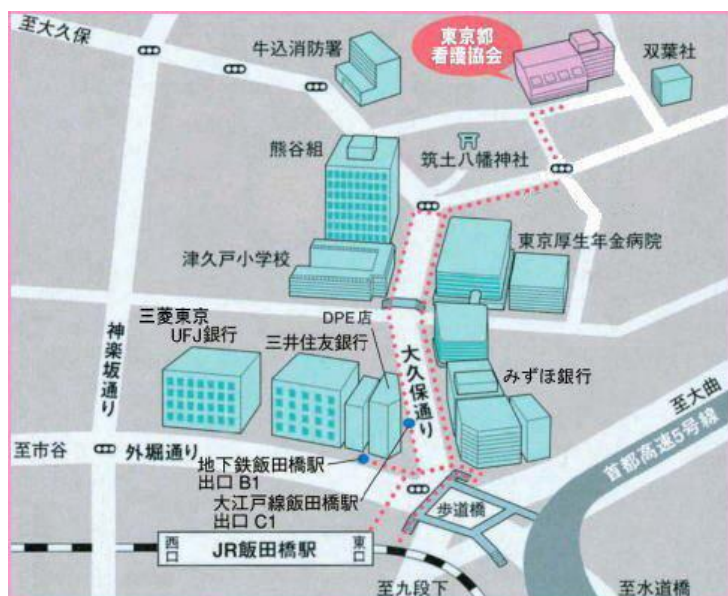 至大久保
牛込消防署
東京都
看護協会
双葉社
熊谷組
筑土八幡神社
津久戸小学校
東京厚生年金病院
DPE店
三菱東京
UFJ銀行
三井住友銀行
神楽坂通り
大久保通り
みずほ銀行
至大曲
首都高速5号線
至市谷
外堀通り
地下鉄飯田橋駅
出口 B1
大江戸線飯田橋駅
出口 C1
歩道橋
西口
JR飯田橋駅
東口
至九段下
至水道橋